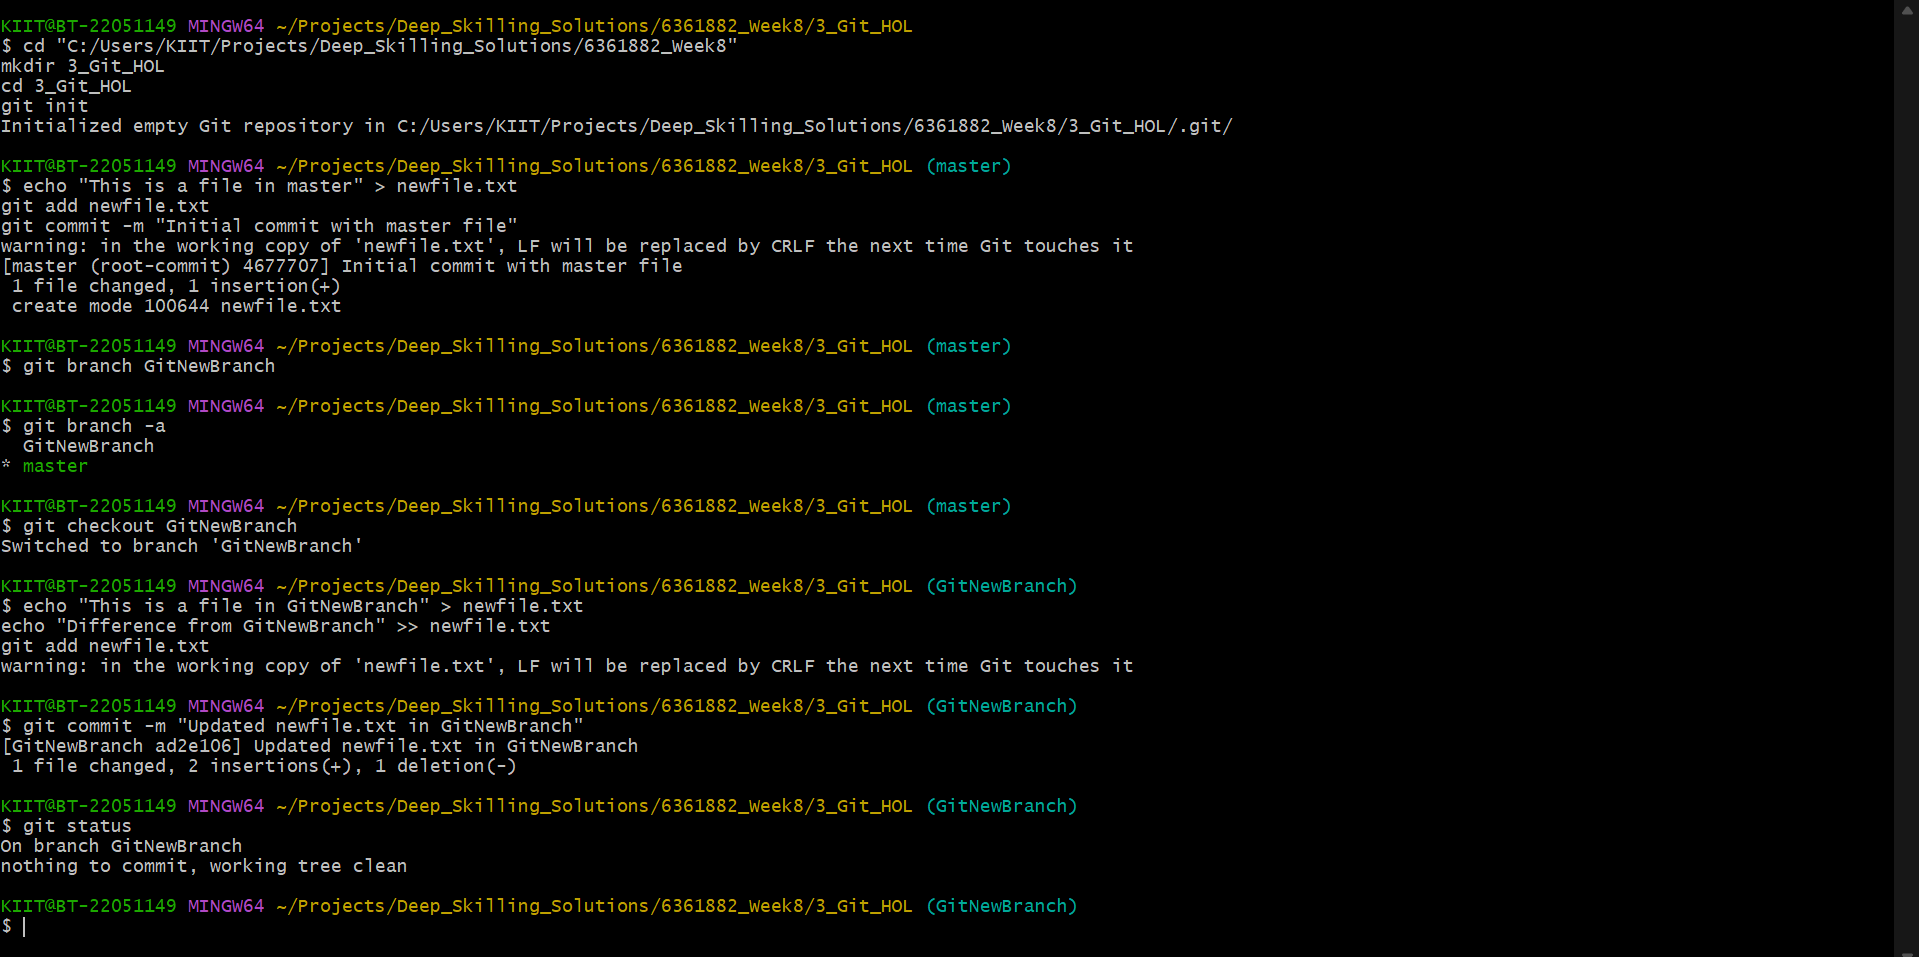 KIIT@BT-22051149 MINGW64 ~/Projects/Deep_Skilling_Solutions/6361882_Week8/3_Git_HOL
$ cd "C:/Users/KIIT/Projects/Deep_Skilling_Solutions/6361882_Week8"
mkdir 3_Git_HOL
cd 3_Git_HOL
git init
Initialized empty Git repository in C:/Users/KIIT/Projects/Deep_Skilling_Solutions/6361882_Week8/3_Git_HOL/.git/
KIIT@BT-22051149 MINGW64 ~/Projects/Deep_Skilling_Solutions/6361882_Week8/3_Git_HOL (master)
$ echo "This is a file in master" > newfile.txt
git add newfile.txt
git commit -m "Initial commit with master file"
warning: in the working copy of 'newfile.txt', LF will be replaced by CRLF the next time Git touches it
[master (root-commit) 4677707] Initial commit with master file
 1 file changed, 1 insertion(+)
 create mode 100644 newfile.txt
KIIT@BT-22051149 MINGW64 ~/Projects/Deep_Skilling_Solutions/6361882_Week8/3_Git_HOL (master)
$ git branch GitNewBranch
KIIT@BT-22051149 MINGW64 ~/Projects/Deep_Skilling_Solutions/6361882_Week8/3_Git_HOL (master)
$ git branch -a
  GitNewBranch
* master
KIIT@BT-22051149 MINGW64 ~/Projects/Deep_Skilling_Solutions/6361882_Week8/3_Git_HOL (master)
$ git checkout GitNewBranch
Switched to branch 'GitNewBranch'
KIIT@BT-22051149 MINGW64 ~/Projects/Deep_Skilling_Solutions/6361882_Week8/3_Git_HOL (GitNewBranch)
$ echo "This is a file in GitNewBranch" > newfile.txt
echo "Difference from GitNewBranch" >> newfile.txt
git add newfile.txt
warning: in the working copy of 'newfile.txt', LF will be replaced by CRLF the next time Git touches it
KIIT@BT-22051149 MINGW64 ~/Projects/Deep_Skilling_Solutions/6361882_Week8/3_Git_HOL (GitNewBranch)
$ git commit -m "Updated newfile.txt in GitNewBranch"
[GitNewBranch ad2e106] Updated newfile.txt in GitNewBranch
 1 file changed, 2 insertions(+), 1 deletion(-)
KIIT@BT-22051149 MINGW64 ~/Projects/Deep_Skilling_Solutions/6361882_Week8/3_Git_HOL (GitNewBranch)
$ git status
On branch GitNewBranch
nothing to commit, working tree clean
KIIT@BT-22051149 MINGW64 ~/Projects/Deep_Skilling_Solutions/6361882_Week8/3_Git_HOL (GitNewBranch)
$